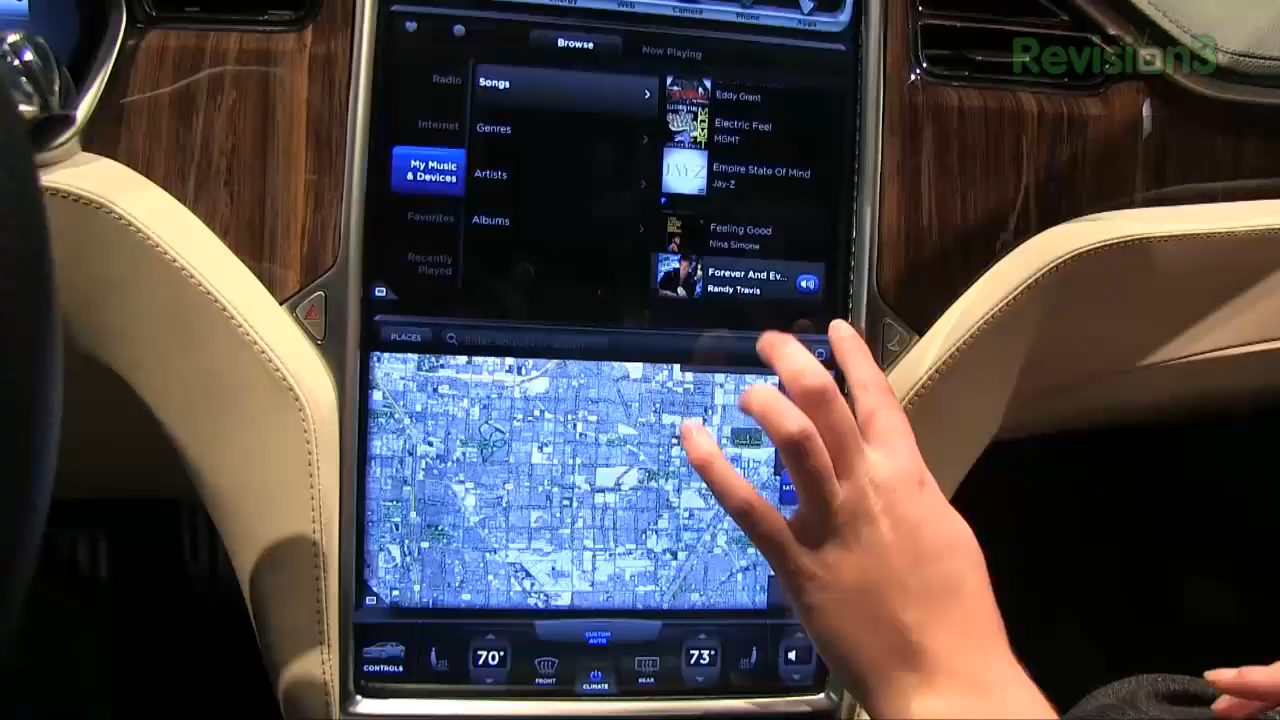 Energy
Web
Camera
Phone
Apps
Revision3
Browse
Now Playing
Radio
Internet
My Music
& Devices
Favorites
Recently
Played
Songs
Genres
Artists
Albums
Eddy Grant
Electric Feel
MGMT
JAY-Z
Empire State Of Mind
Jay-Z
F
Feeling Good
Nina Simone
Forever And Ev...
Randy Travis
PLACES
CUSTOM
AUTO
CONTROLS
70°
FRONT
CLIMATE
REAR
73°